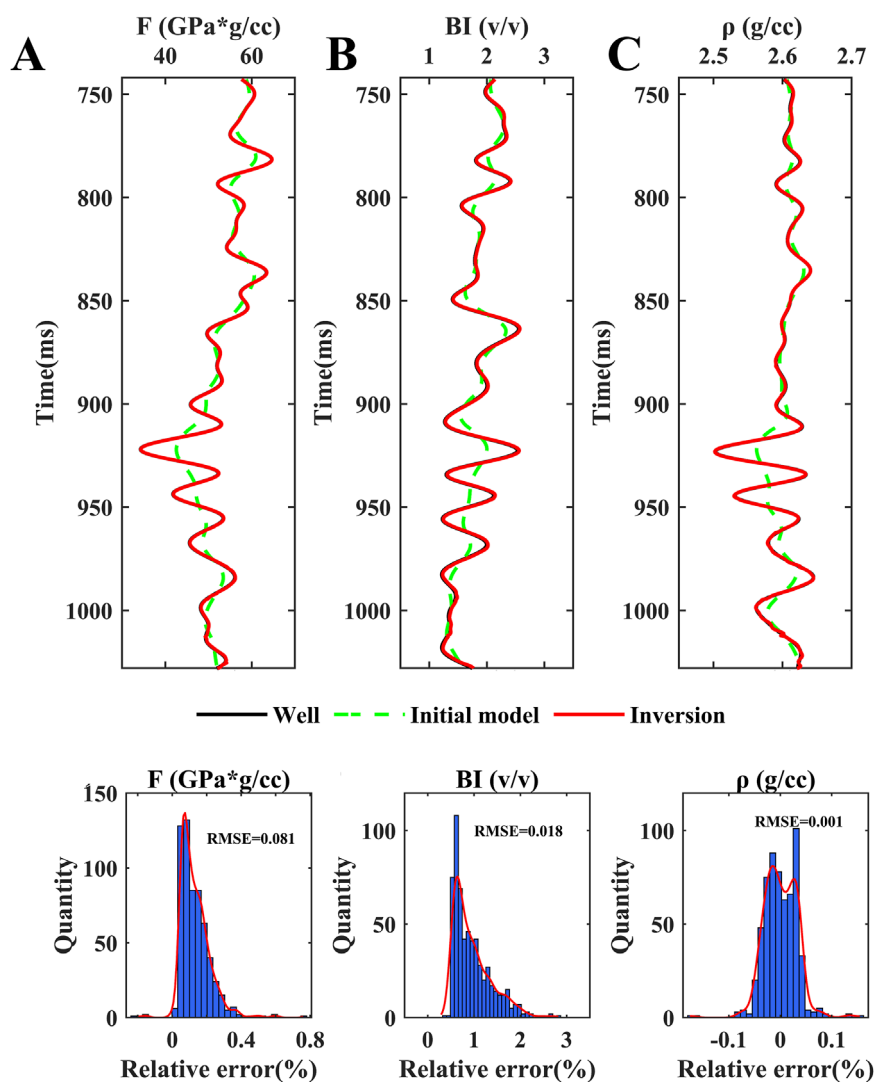 A
F (GPa*g/cc)
40 60
B
BI (v/v)
1 2 3
C
ρ (g/cc)
2.5 2.6 2.7
Time(ms)
750
800
850
900
950
1000
Time(ms)
750
800
850
900
950
1000
Time(ms)
750
800
850
900
950
1000
Well Initial model Inversion
F (GPa*g/cc)
RMSE=0.081
Quantity
150
100
50
0
0 0.4 0.8
Relative error(%)
BI (v/v)
RMSE=0.018
Quantity
100
50
0
0 1 2 3
Relative error(%)
ρ (g/cc)
RMSE=0.001
Quantity
100
50
0
-0.1 0 0.1
Relative error(%)